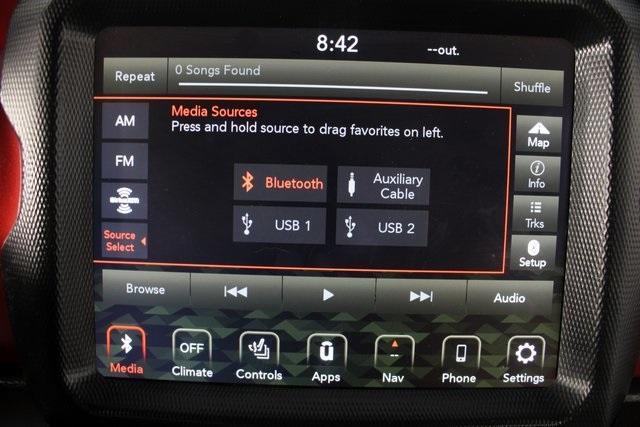 8:42
--out.
Repeat
0 Songs Found
Shuffle
Media Sources
Press and hold source to drag favorites on left.
AM
FM
SiriusXM
Source
Select
Bluetooth
Auxiliary
Cable
USB 1
USB 2
Map
Info
Trks
Setup
Browse
Audio
Media
OFF
Climate
Controls
Apps
--
Nav
Phone
Settings